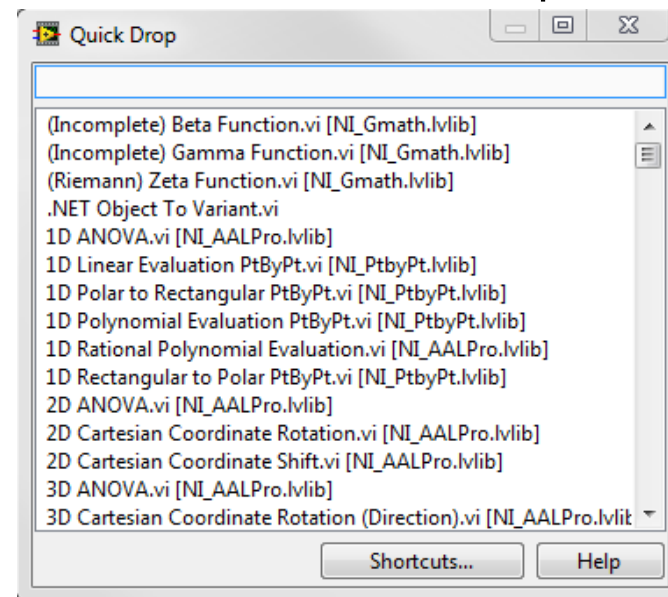 Quick Drop
(Incomplete) Beta Function.vi [NI_Gmath.lvlib]
(Incomplete) Gamma Function.vi [NI_Gmath.lvlib]
(Riemann) Zeta Function.vi [NI_Gmath.lvlib]
.NET Object To Variant.vi
1D ANOVA.vi [NI_AALPro.lvlib]
1D Linear Evaluation PtByPt.vi [NI_PtbyPt.lvlib]
1D Polar to Rectangular PtByPt.vi [NI_PtbyPt.lvlib]
1D Polynomial Evaluation PtByPt.vi [NI_PtbyPt.lvlib]
1D Rational Polynomial Evaluation.vi [NI_AALPro.lvlib]
1D Rectangular to Polar PtByPt.vi [NI_PtbyPt.lvlib]
2D ANOVA.vi [NI_AALPro.lvlib]
2D Cartesian Coordinate Rotation.vi [NI_AALPro.lvlib]
2D Cartesian Coordinate Shift.vi [NI_AALPro.lvlib]
3D ANOVA.vi [NI_AALPro.lvlib]
3D Cartesian Coordinate Rotation (Direction).vi [NI_AALPro.lvlib
Shortcuts... Help